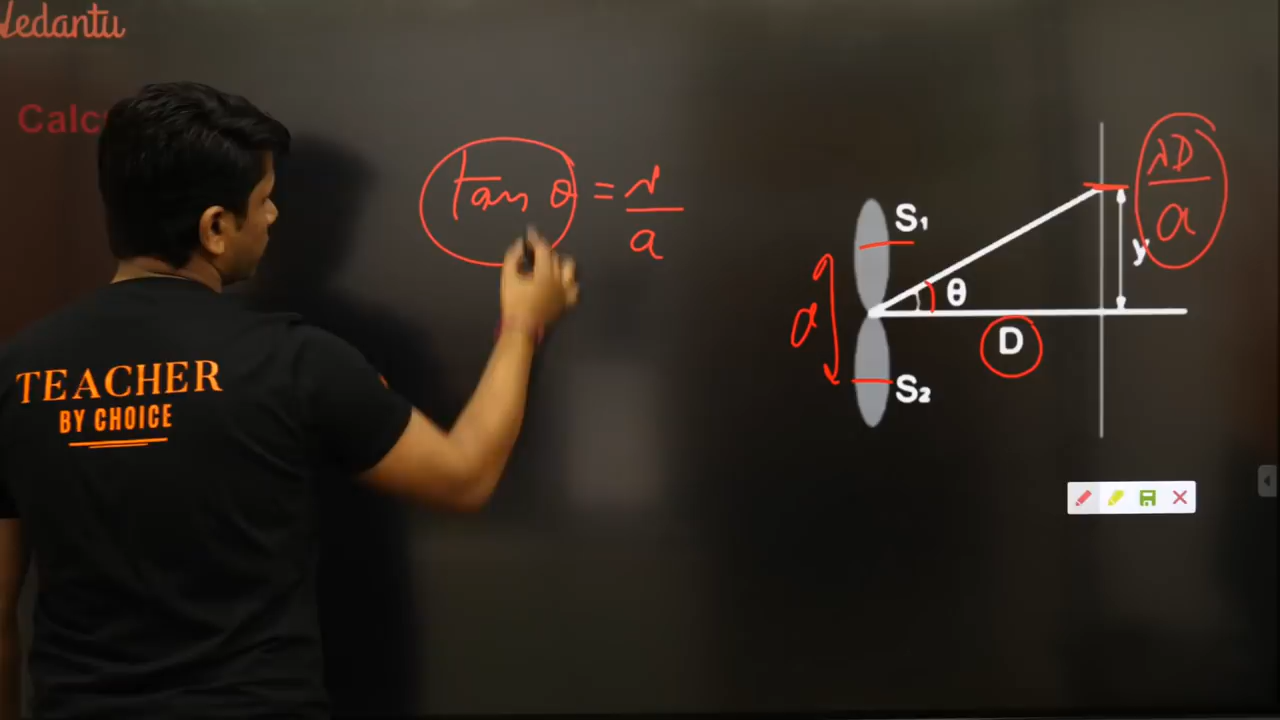 Vedantu
Calc
tan θ = λ/a
S₁
θ
d
D
S₂
y
λD/a
TEACHER
BY CHOICE